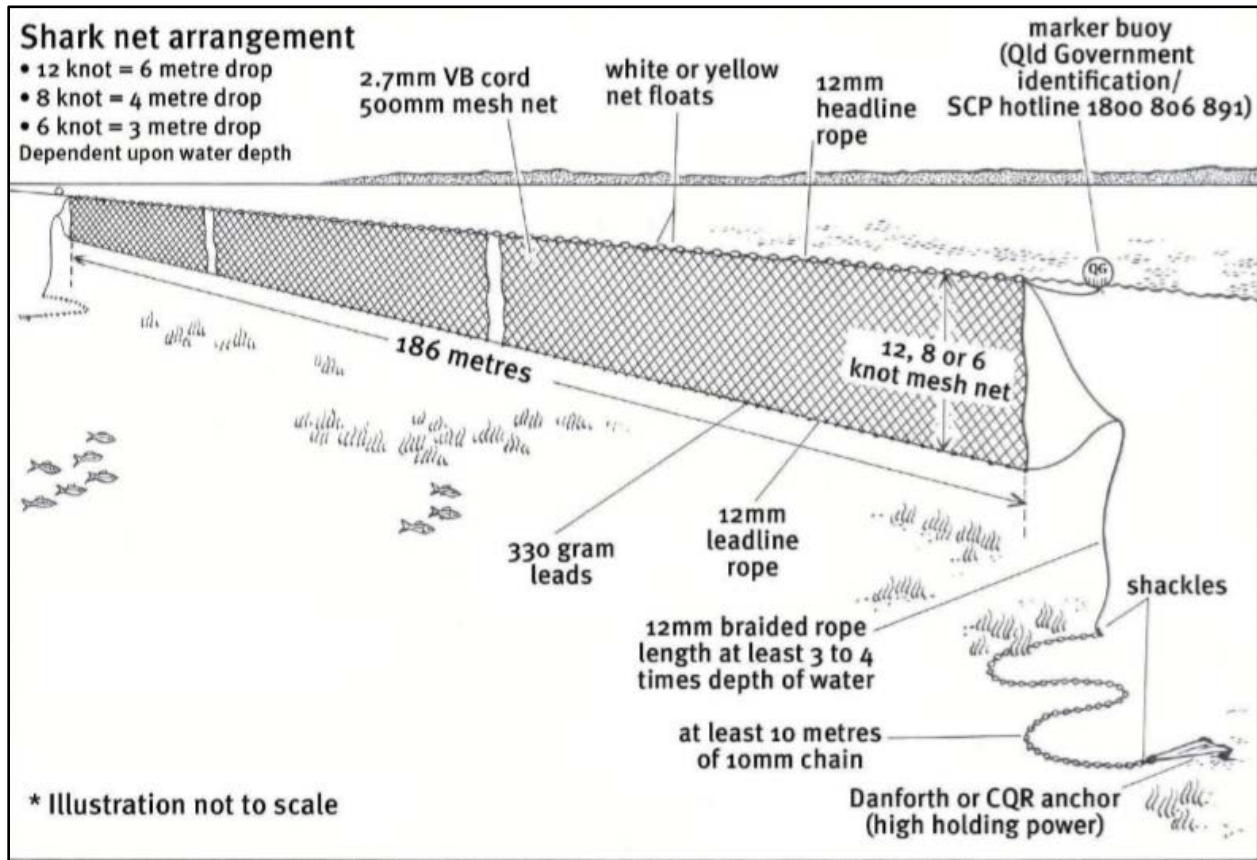 Shark net arrangement
• 12 knot = 6 metre drop
• 8 knot = 4 metre drop
• 6 knot = 3 metre drop
Dependent upon water depth
2.7mm VB cord
500mm mesh net
white or yellow
net floats
12mm
headline
rope
marker buoy
(Qld Government
identification/
SCP hotline 1800 806 891)
QG
186 metres
12, 8 or 6
knot mesh net
330 gram
leads
12mm
leadline
rope
12mm braided rope
length at least 3 to 4
times depth of water
shackles
at least 10 metres
of 10mm chain
Danforth or CQR anchor
(high holding power)
* Illustration not to scale